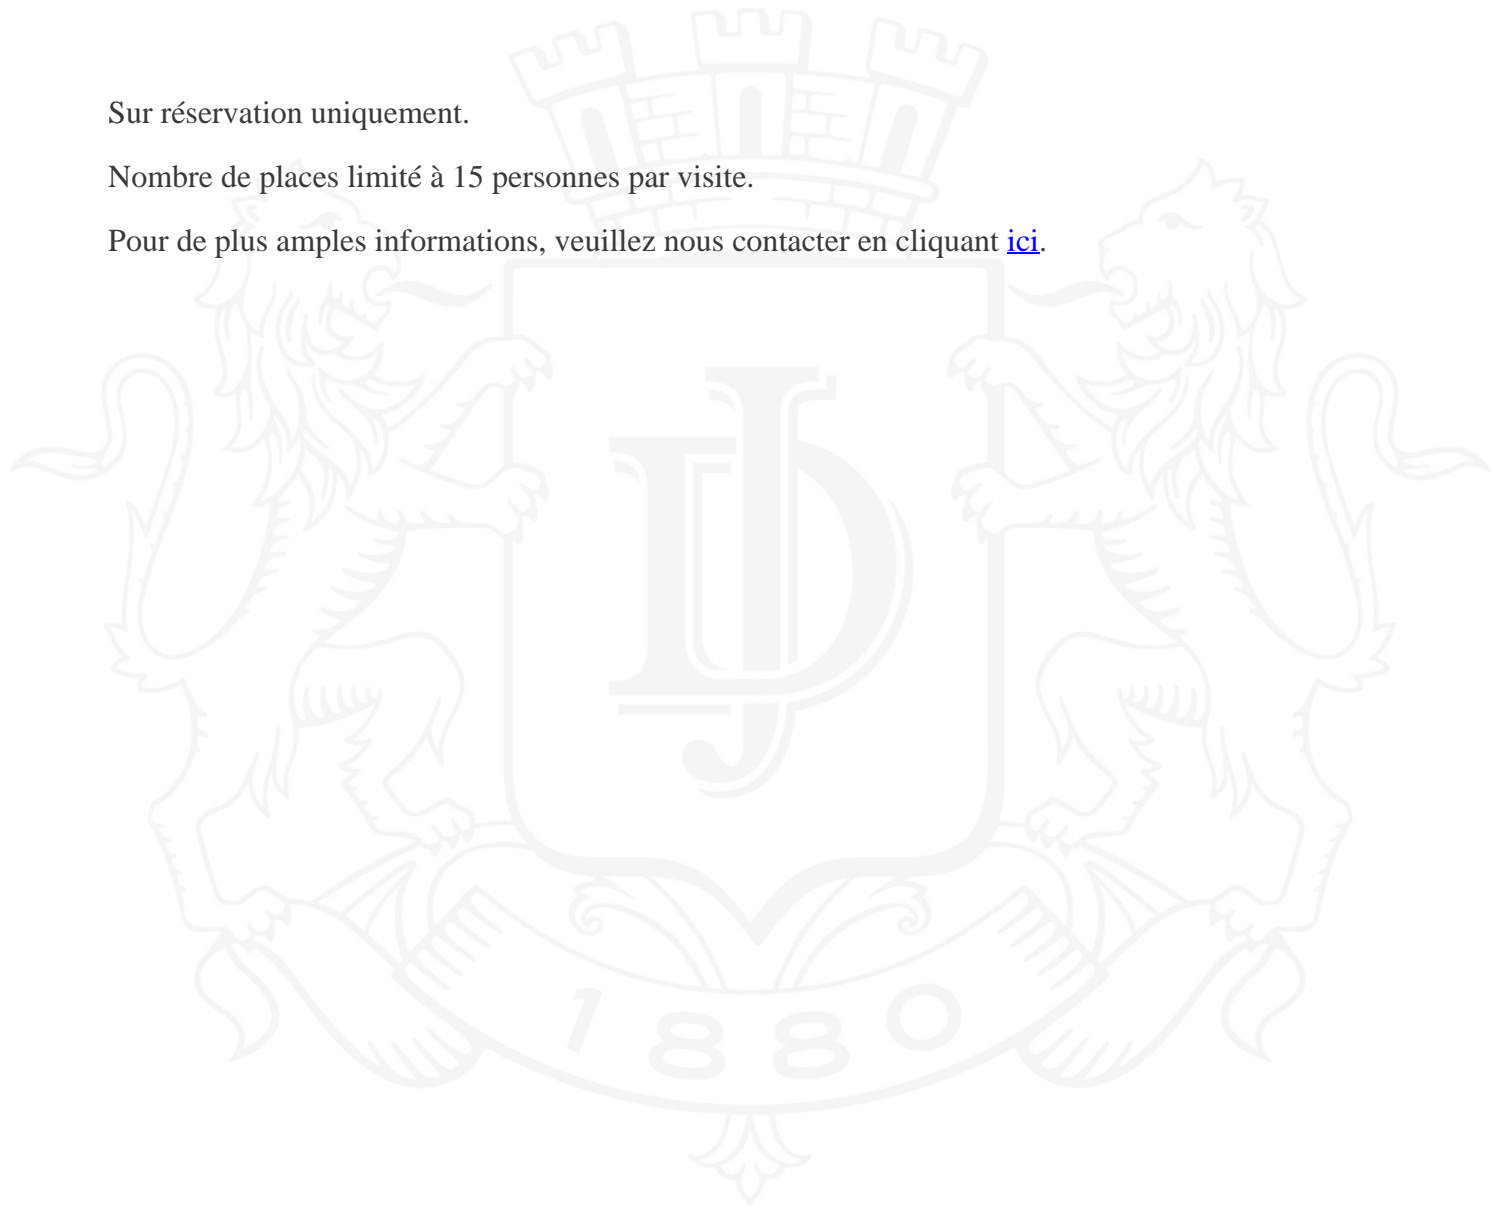 Sur réservation uniquement.
Nombre de places limité à 15 personnes par visite.
Pour de plus amples informations, veuillez nous contacter en cliquant ici.
JD
1880